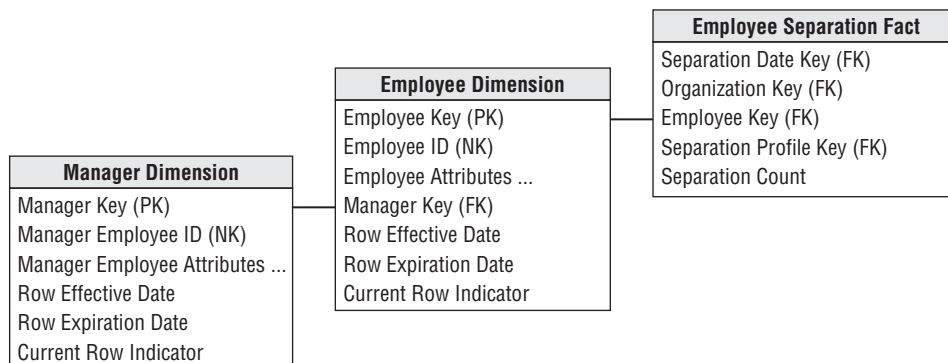 Manager Dimension
Manager Key (PK)
Manager Employee ID (NK)
Manager Employee Attributes ...
Row Effective Date
Row Expiration Date
Current Row Indicator
Employee Dimension
Employee Key (PK)
Employee ID (NK)
Employee Attributes ...
Manager Key (FK)
Row Effective Date
Row Expiration Date
Current Row Indicator
Employee Separation Fact
Separation Date Key (FK)
Organization Key (FK)
Employee Key (FK)
Separation Profile Key (FK)
Separation Count